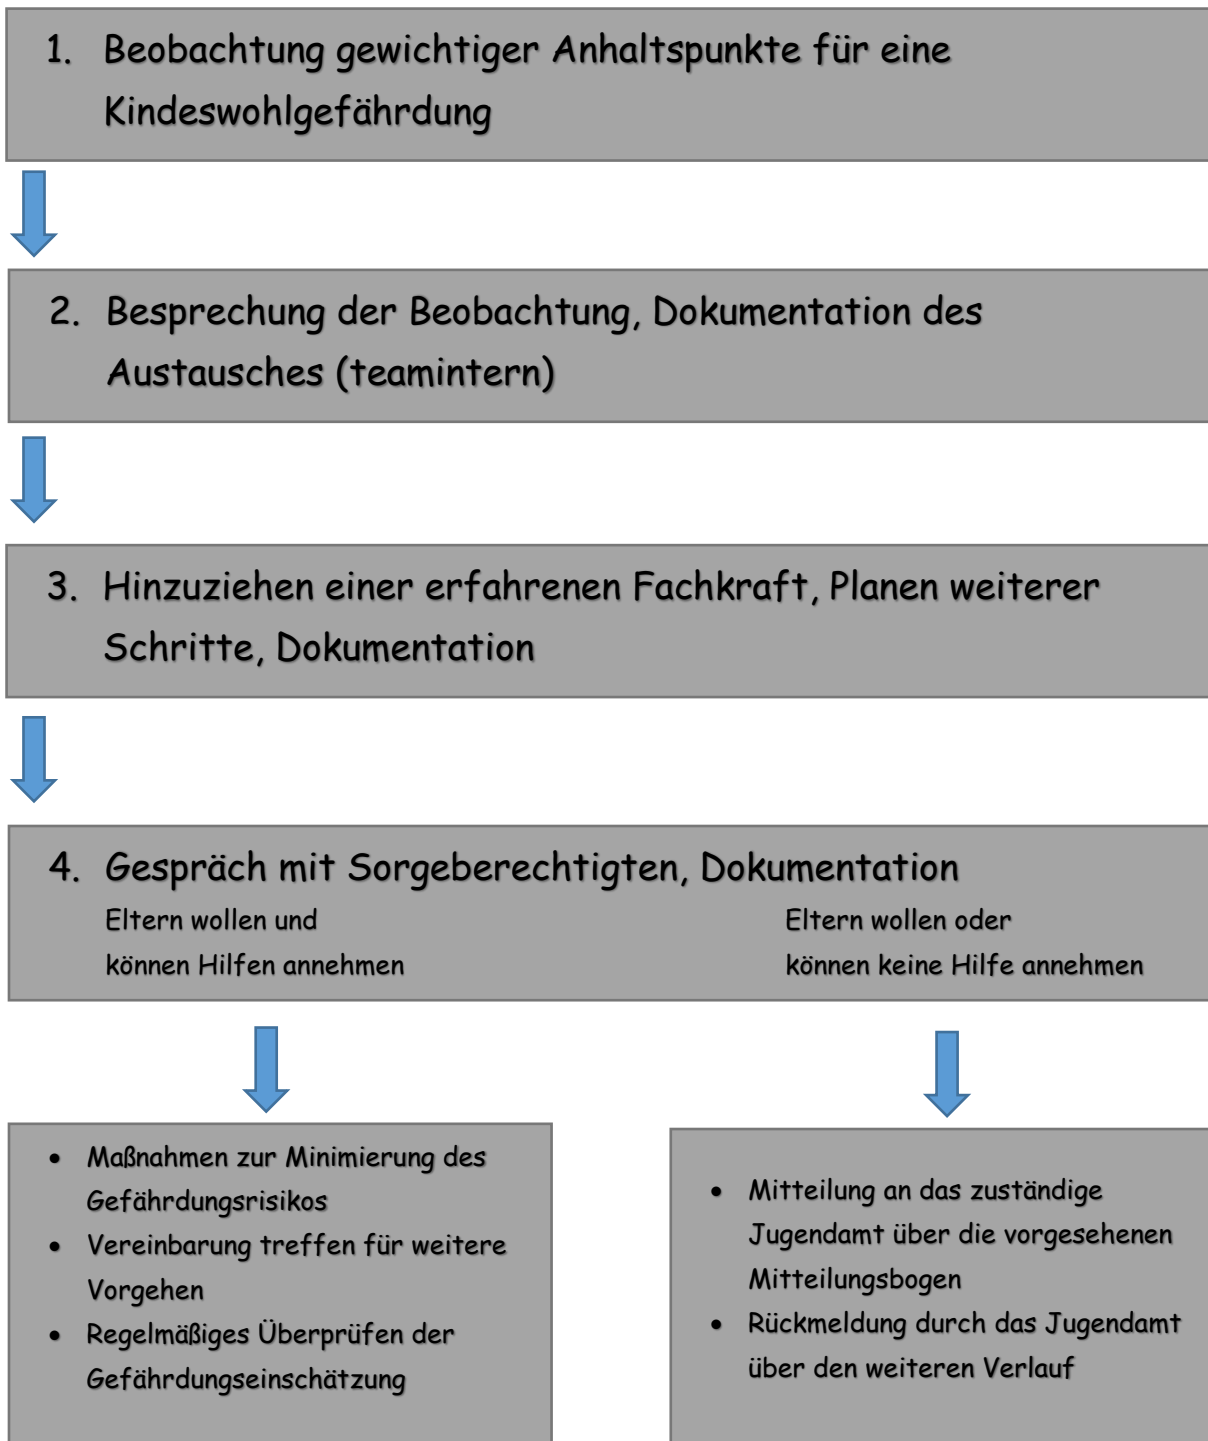 1. Beobachtung gewichtiger Anhaltspunkte für eine
Kindeswohlgefährdung
2. Besprechung der Beobachtung, Dokumentation des
Austausches (teamintern)
3. Hinzuziehen einer erfahrenen Fachkraft, Planen weiterer
Schritte, Dokumentation
4. Gespräch mit Sorgeberechtigten, Dokumentation
Eltern wollen und
können Hilfen annehmen
Eltern wollen oder
können keine Hilfe annehmen
• Maßnahmen zur Minimierung des
Gefährdungsrisikos
• Vereinbarung treffen für weitere
Vorgehen
• Regelmäßiges Überprüfen der
Gefährdungseinschätzung
• Mitteilung an das zuständige
Jugendamt über die vorgesehenen
Mitteilungsbogen
• Rückmeldung durch das Jugendamt
über den weiteren Verlauf